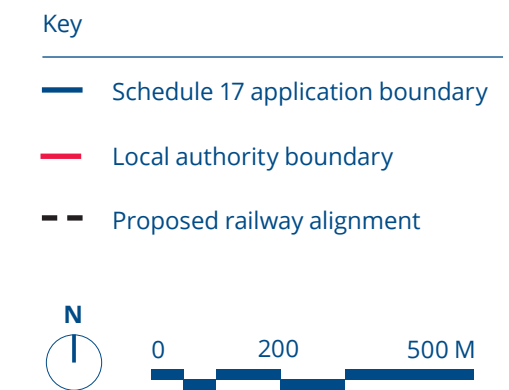 Key
Schedule 17 application boundary
Local authority boundary
Proposed railway alignment
N
0 200 500 M